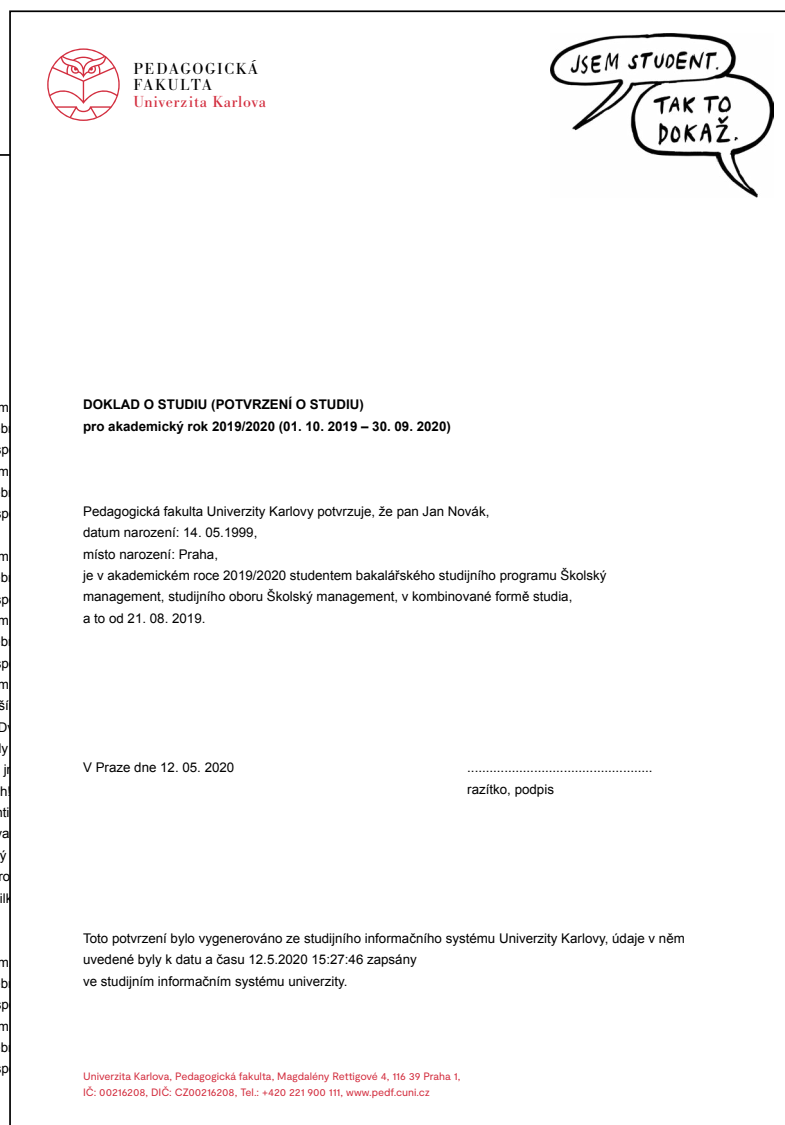 PEDAGOGICKÁ
FAKULTA
Univerzita Karlova
JSEM STUDENT.
TAK TO
DOKAŽ.
DOKLAD O STUDIU (POTVRZENÍ O STUDIU)
pro akademický rok 2019/2020 (01. 10. 2019 – 30. 09. 2020)
Pedagogická fakulta Univerzity Karlovy potvrzuje, že pan Jan Novák,
datum narození: 14. 05.1999,
místo narození: Praha,
je v akademickém roce 2019/2020 studentem bakalářského studijního programu Školský
management, studijního oboru Školský management, v kombinované formě studia,
a to od 21. 08. 2019.
V Praze dne 12. 05. 2020
..................................................
razítko, podpis
Toto potvrzení bylo vygenerováno ze studijního informačního systému Univerzity Karlovy, údaje v něm
uvedené byly k datu a času 12.5.2020 15:27:46 zapsány
ve studijním informačním systému univerzity.
Univerzita Karlova, Pedagogická fakulta, Magdalény Rettigové 4, 116 39 Praha 1,
IČ: 00216208, DIČ: CZ00216208, Tel.: +420 221 900 111, www.pedf.cuni.cz